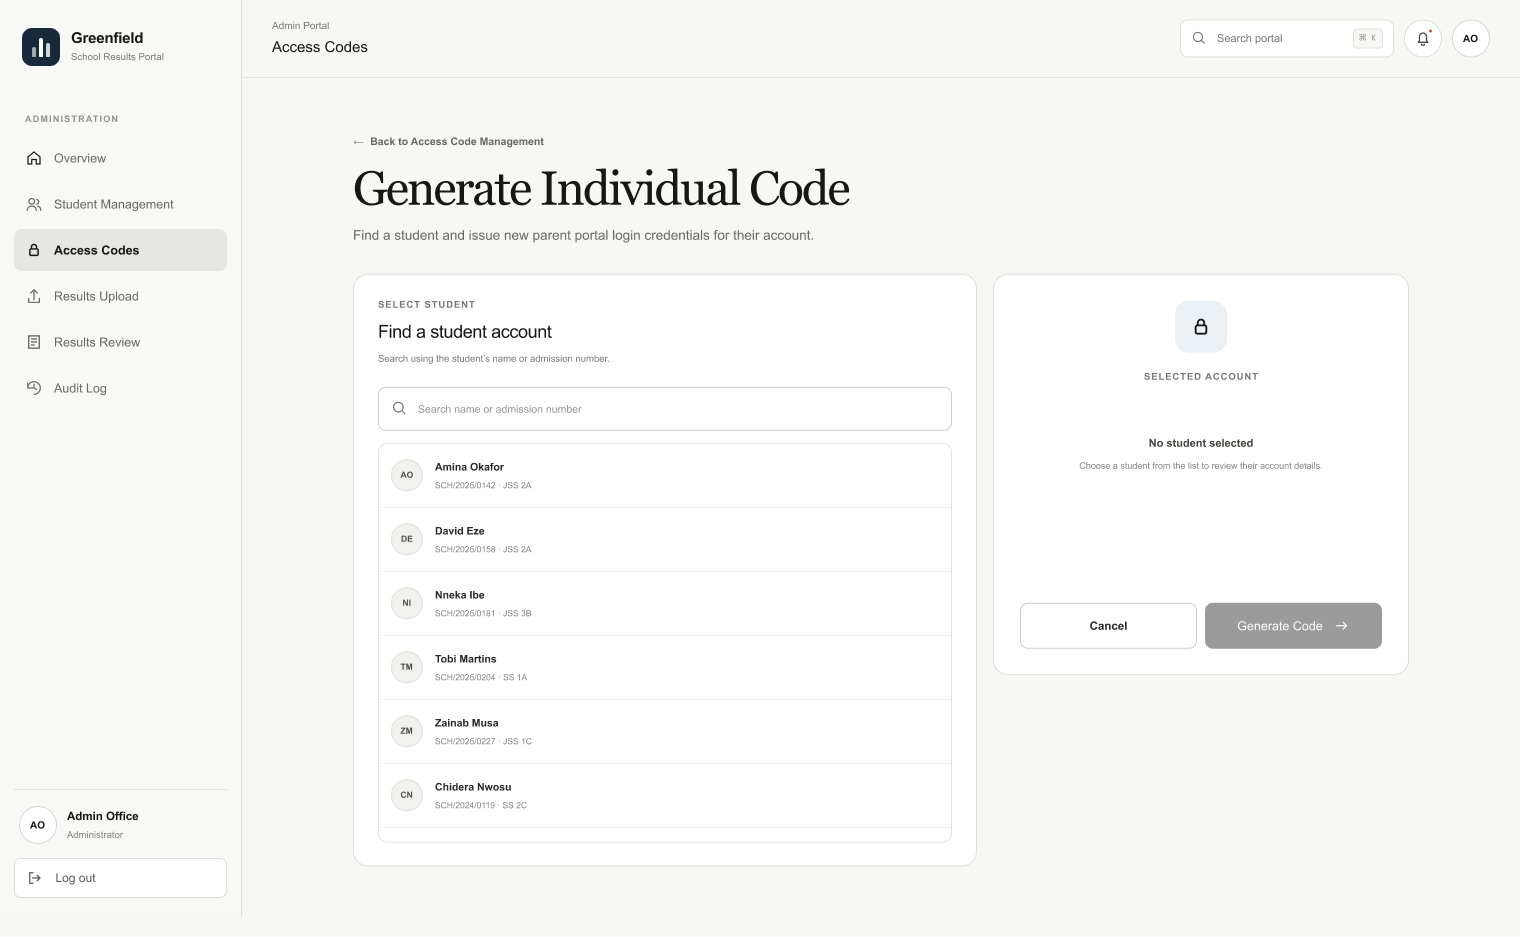 Greenfield
School Results Portal
ADMINISTRATION
Overview
Student Management
Access Codes
Results Upload
Results Review
Audit Log
AO
Admin Office
Administrator
Log out
Admin Portal
Access Codes
Search portal
⌘ K
AO
← Back to Access Code Management
Generate Individual Code
Find a student and issue new parent portal login credentials for their account.
SELECT STUDENT
Find a student account
Search using the student’s name or admission number.
Search name or admission number
AO
Amina Okafor
SCH/2025/0142 · JSS 2A
DE
David Eze
SCH/2025/0158 · JSS 2A
NI
Nneka Ibe
SCH/2025/0181 · JSS 3B
TM
Tobi Martins
SCH/2025/0204 · SS 1A
ZM
Zainab Musa
SCH/2025/0227 · JSS 1C
CN
Chidera Nwosu
SCH/2024/0119 · SS 2C
SELECTED ACCOUNT
No student selected
Choose a student from the list to review their account details.
Cancel
Generate Code →